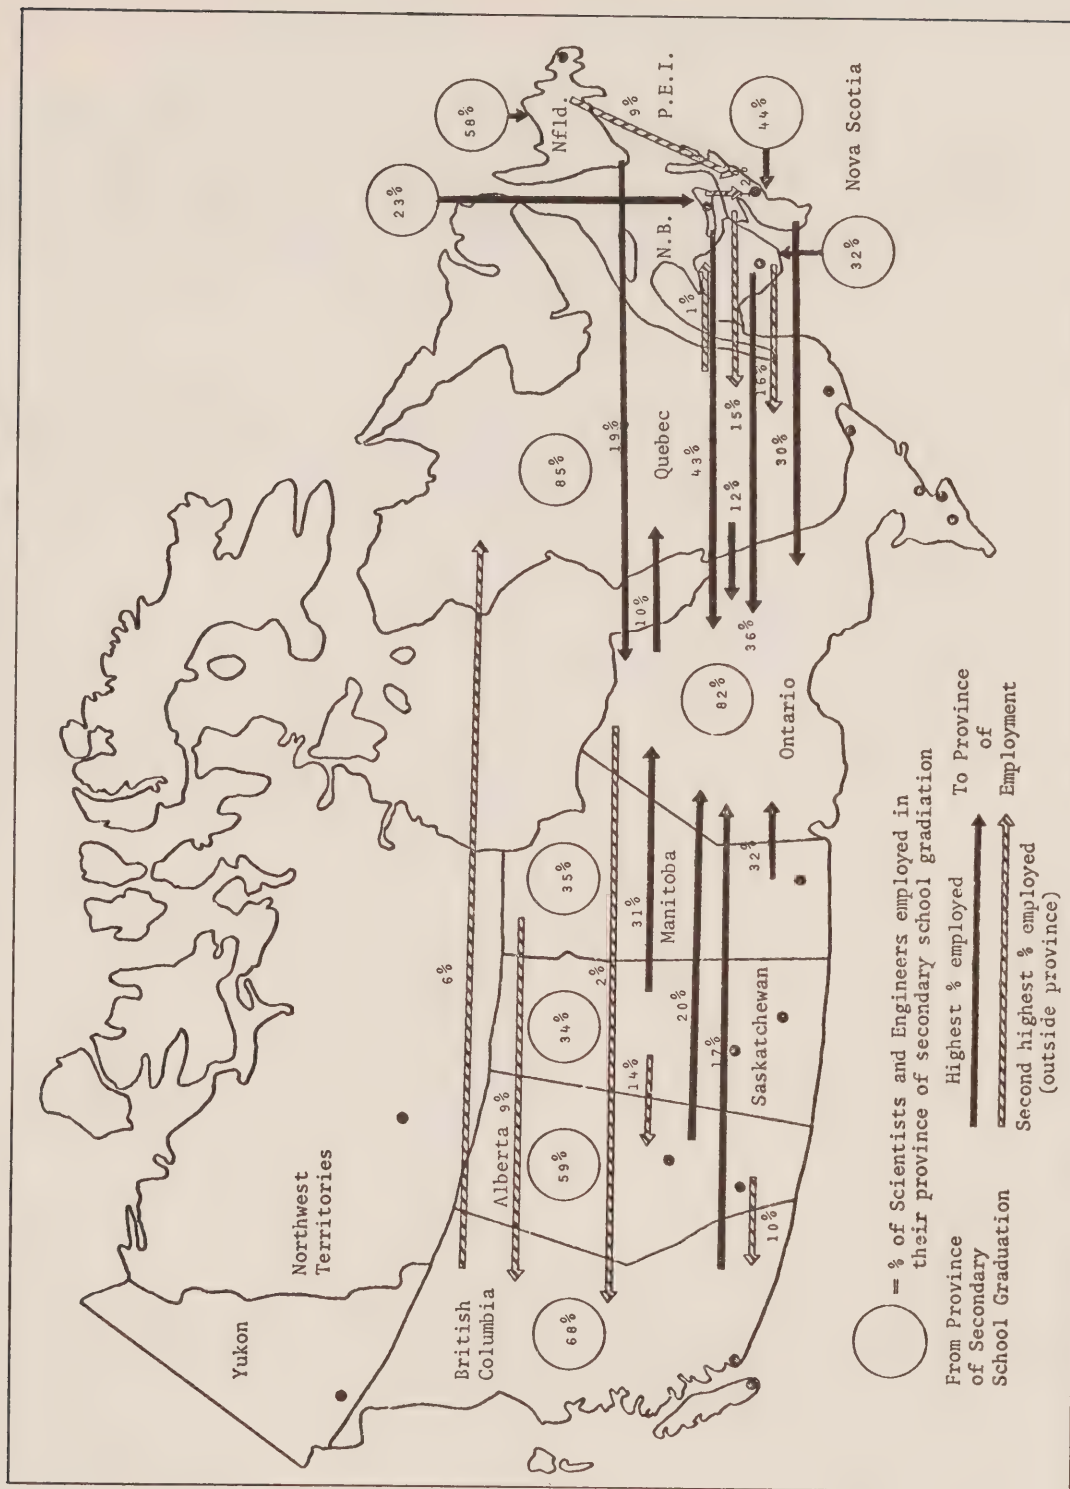 Yukon
Northwest
Territories
British
Columbia
68%
6%
Alberta 9%
59%
34%
35%
2%
14%
31%
Manitoba
20%
17%
Saskatchewan
10%
32%
82%
Ontario
10%
19%
85%
Quebec
43%
12%
15%
36%
30%
16%
1%
N.B.
23%
58%
Nfld.
9%
P.E.I.
2%
44%
Nova Scotia
32%
= % of Scientists and Engineers employed in
their province of secondary school gradiation
From Province
of Secondary
School Graduation
Highest % employed
Second highest % employed
(outside province)
To Province
of
Employment